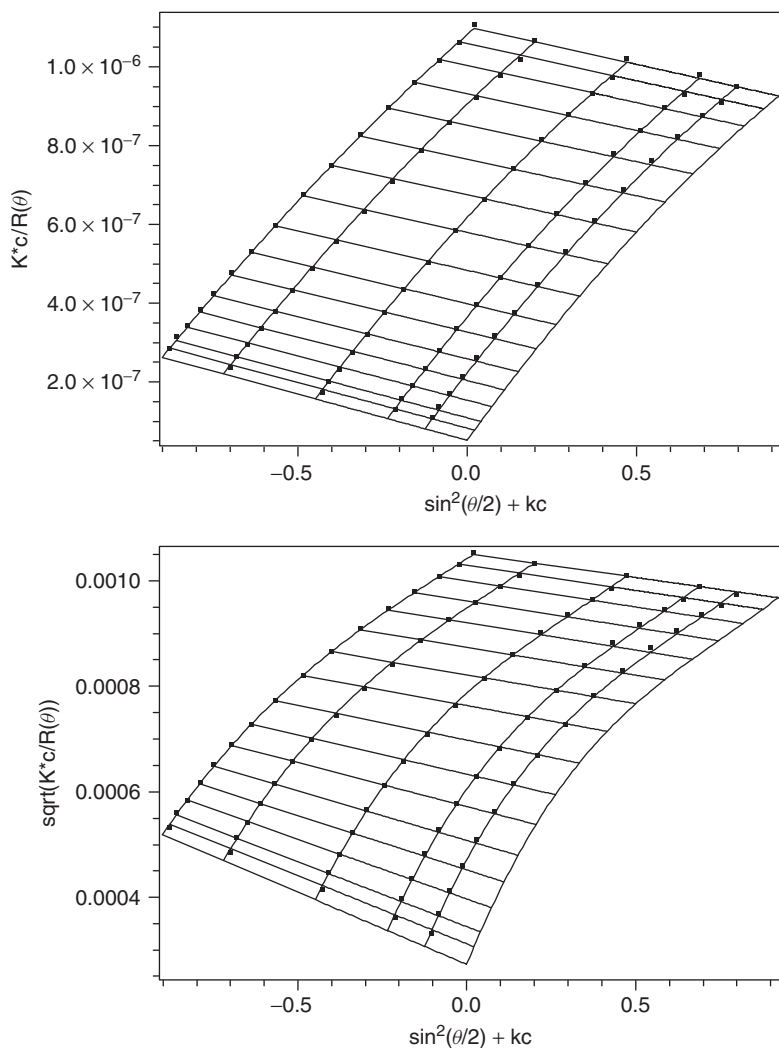 1.0 × 10⁻⁶
8.0 × 10⁻⁷
6.0 × 10⁻⁷
4.0 × 10⁻⁷
2.0 × 10⁻⁷
K*c/R(θ)
−0.5
0.0
0.5
sin²(θ/2) + kc
0.0010
0.0008
0.0006
0.0004
sqrt(K*c/R(θ))
−0.5
0.0
0.5
sin²(θ/2) + kc